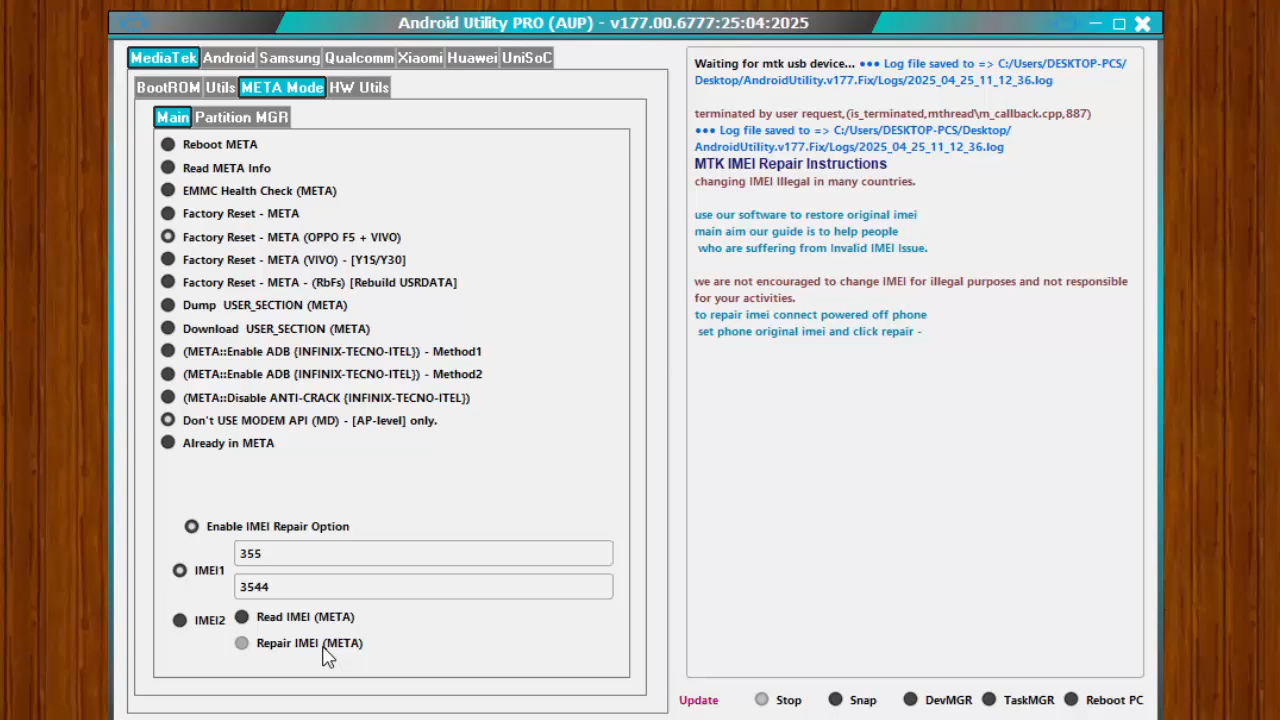 Android Utility PRO (AUP) - v177.00.6777:25:04:2025
MediaTek Android Samsung Qualcomm Xiaomi Huawei UniSoC
BootROM Utils META Mode HW Utils
Main Partition MGR
Reboot META
Read META Info
EMMC Health Check (META)
Factory Reset - META
Factory Reset - META (OPPO F5 + VIVO)
Factory Reset - META (VIVO) - [Y1S/Y30]
Factory Reset - META - (RbFs) [Rebuild USRDATA]
Dump USER_SECTION (META)
Download USER_SECTION (META)
(META::Enable ADB {INFINIX-TECNO-ITEL}) - Method1
(META::Enable ADB {INFINIX-TECNO-ITEL}) - Method2
(META::Disable ANTI-CRACK {INFINIX-TECNO-ITEL})
Don't USE MODEM API (MD) - [AP-level] only.
Already in META
Enable IMEI Repair Option
355
IMEI1
3544
IMEI2
Read IMEI (META)
Repair IMEI (META)
Waiting for mtk usb device... ••• Log file saved to => C:/Users/DESKTOP-PCS/
Desktop/AndroidUtility.v177.Fix/Logs/2025_04_25_11_12_36.log
terminated by user request,(is_terminated,mthread\m_callback.cpp,887)
••• Log file saved to => C:/Users/DESKTOP-PCS/Desktop/
AndroidUtility.v177.Fix/Logs/2025_04_25_11_12_36.log
MTK IMEI Repair Instructions
changing IMEI Illegal in many countries.
use our software to restore original imei
main aim our guide is to help people
who are suffering from Invalid IMEI Issue.
we are not encouraged to change IMEI for illegal purposes and not responsible
for your activities.
to repair imei connect powered off phone
set phone original imei and click repair -
Update Stop Snap DevMGR TaskMGR Reboot PC